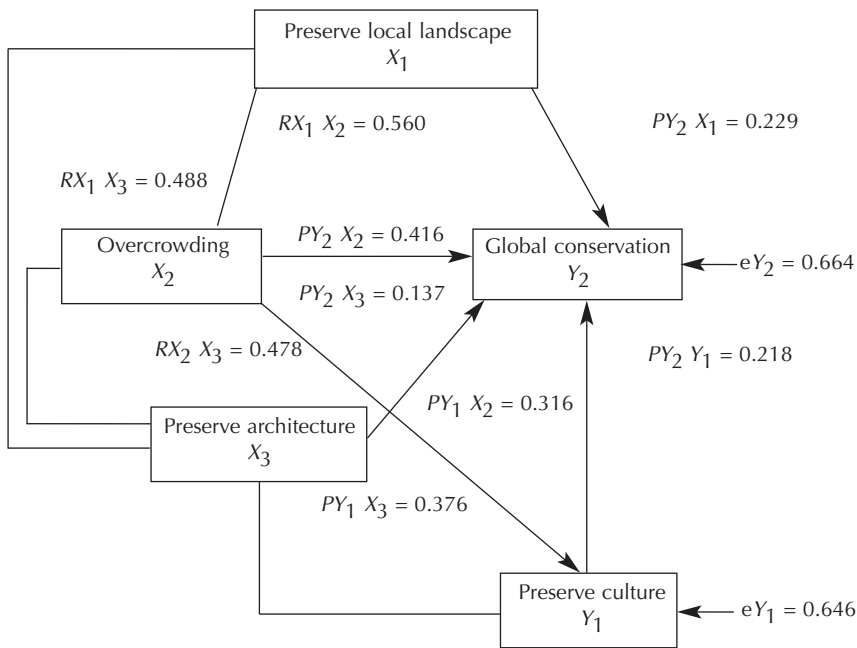 Preserve local landscape
X1
RX1 X2 = 0.560
PY2 X1 = 0.229
RX1 X3 = 0.488
Overcrowding
X2
PY2 X2 = 0.416
Global conservation
Y2
eY2 = 0.664
PY2 X3 = 0.137
RX2 X3 = 0.478
PY2 Y1 = 0.218
PY1 X2 = 0.316
Preserve architecture
X3
PY1 X3 = 0.376
Preserve culture
Y1
eY1 = 0.646